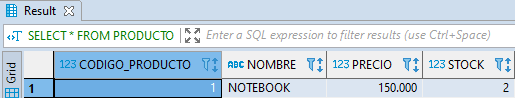 Result
SELECT * FROM PRODUCTO Enter a SQL expression to filter results (use Ctrl+Space)
Grid
123 CODIGO_PRODUCTO ABC NOMBRE 123 PRECIO 123 STOCK
1 1 NOTEBOOK 150.000 2